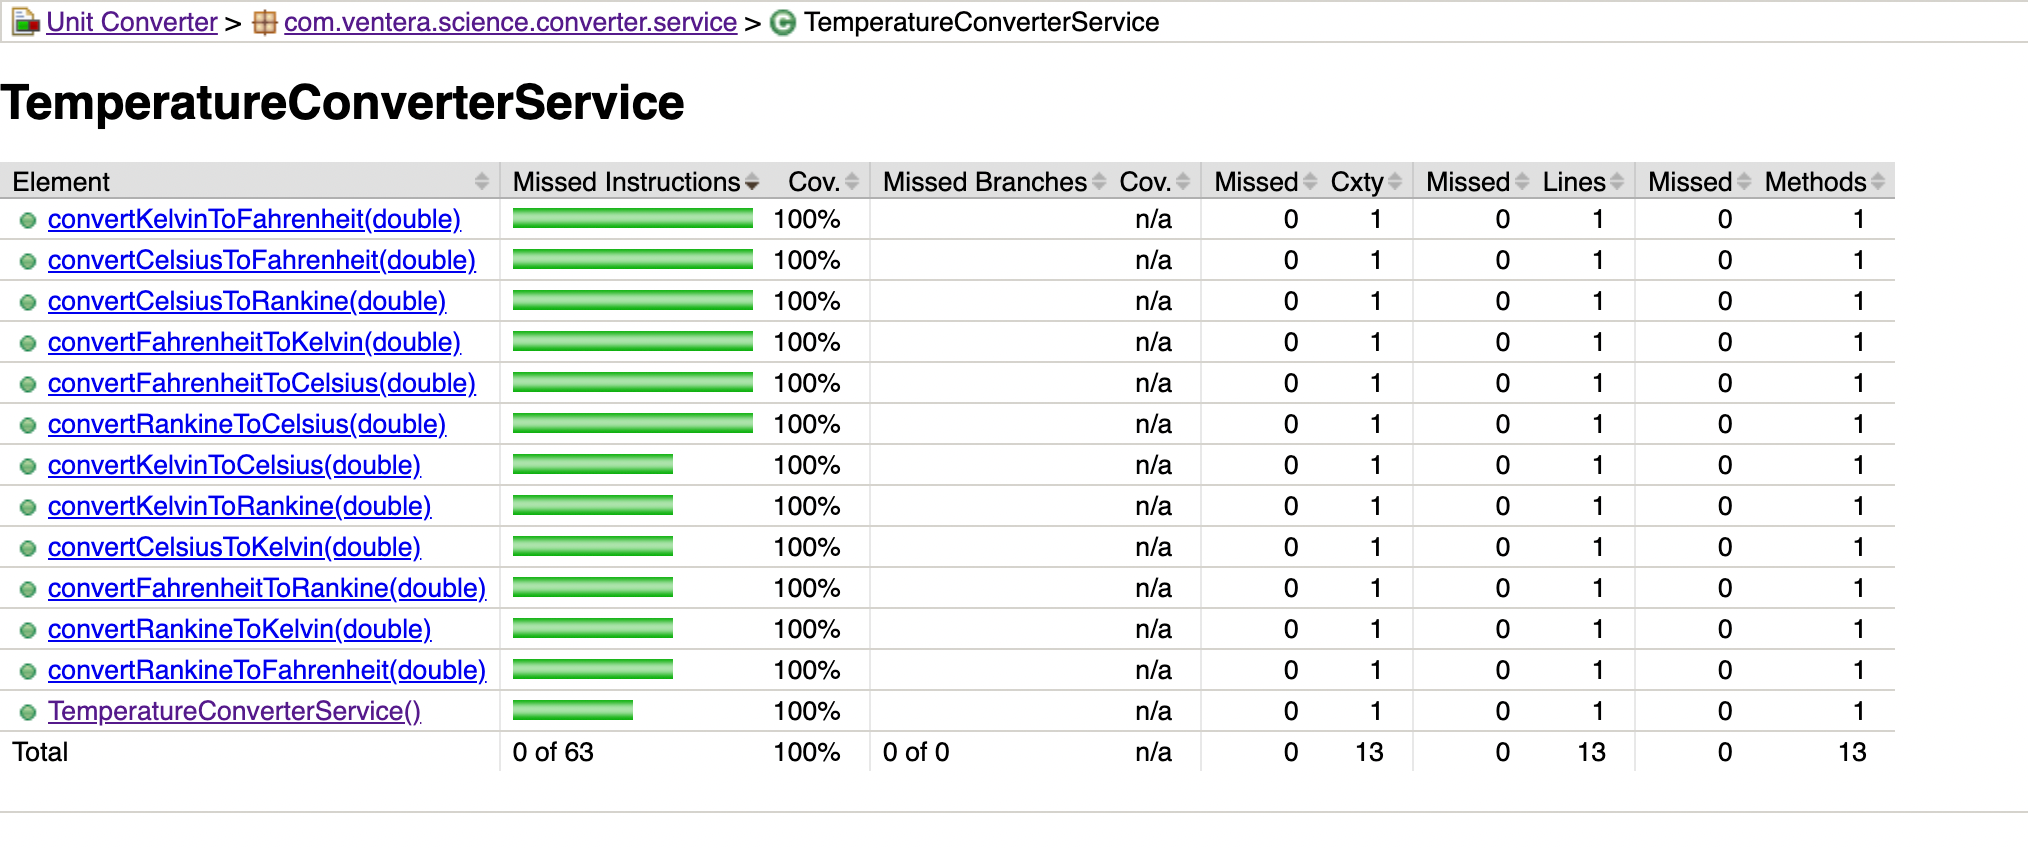 Unit Converter > com.ventera.science.converter.service > TemperatureConverterService
TemperatureConverterService
Element Missed Instructions Cov. Missed Branches Cov. Missed Cxty Missed Lines Missed Methods
convertKelvinToFahrenheit(double) 100% n/a 0 1 0 1 0 1
convertCelsiusToFahrenheit(double) 100% n/a 0 1 0 1 0 1
convertCelsiusToRankine(double) 100% n/a 0 1 0 1 0 1
convertFahrenheitToKelvin(double) 100% n/a 0 1 0 1 0 1
convertFahrenheitToCelsius(double) 100% n/a 0 1 0 1 0 1
convertRankineToCelsius(double) 100% n/a 0 1 0 1 0 1
convertKelvinToCelsius(double) 100% n/a 0 1 0 1 0 1
convertKelvinToRankine(double) 100% n/a 0 1 0 1 0 1
convertCelsiusToKelvin(double) 100% n/a 0 1 0 1 0 1
convertFahrenheitToRankine(double) 100% n/a 0 1 0 1 0 1
convertRankineToKelvin(double) 100% n/a 0 1 0 1 0 1
convertRankineToFahrenheit(double) 100% n/a 0 1 0 1 0 1
TemperatureConverterService() 100% n/a 0 1 0 1 0 1
Total 0 of 63 100% 0 of 0 n/a 0 13 0 13 0 13